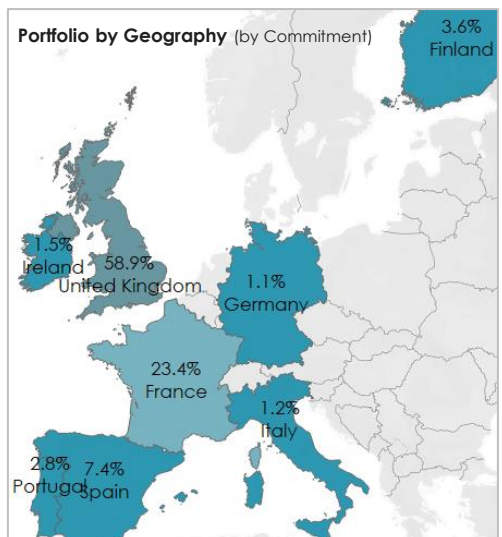 Portfolio by Geography (by Commitment)
3.6%
Finland
1.5%
Ireland
58.9%
United Kingdom
1.1%
Germany
23.4%
France
1.2%
Italy
2.8%
Portugal
7.4%
Spain